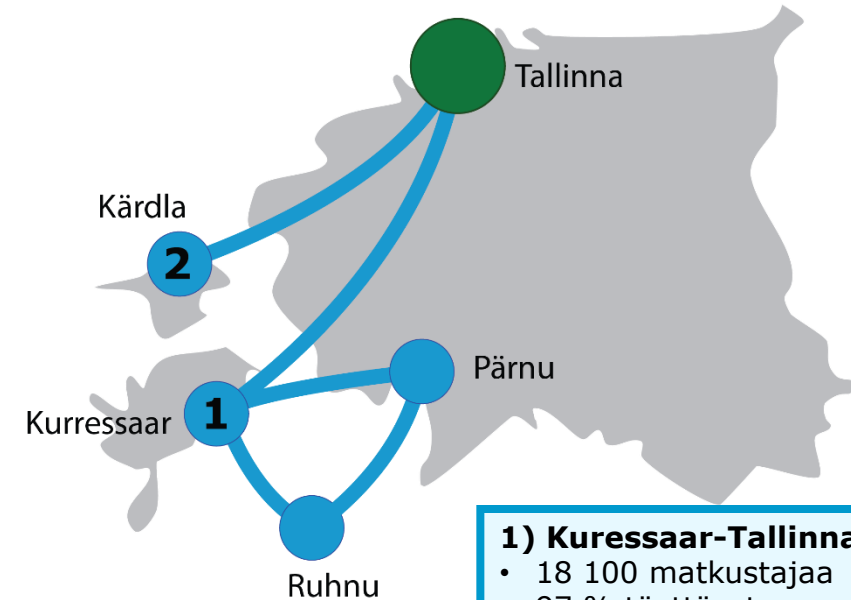 Tallinna
Kärdla
2
Pärnu
Kurressaar
1
Ruhnu
1) Kuressaar-Tallinna
• 18 100 matkustajaa